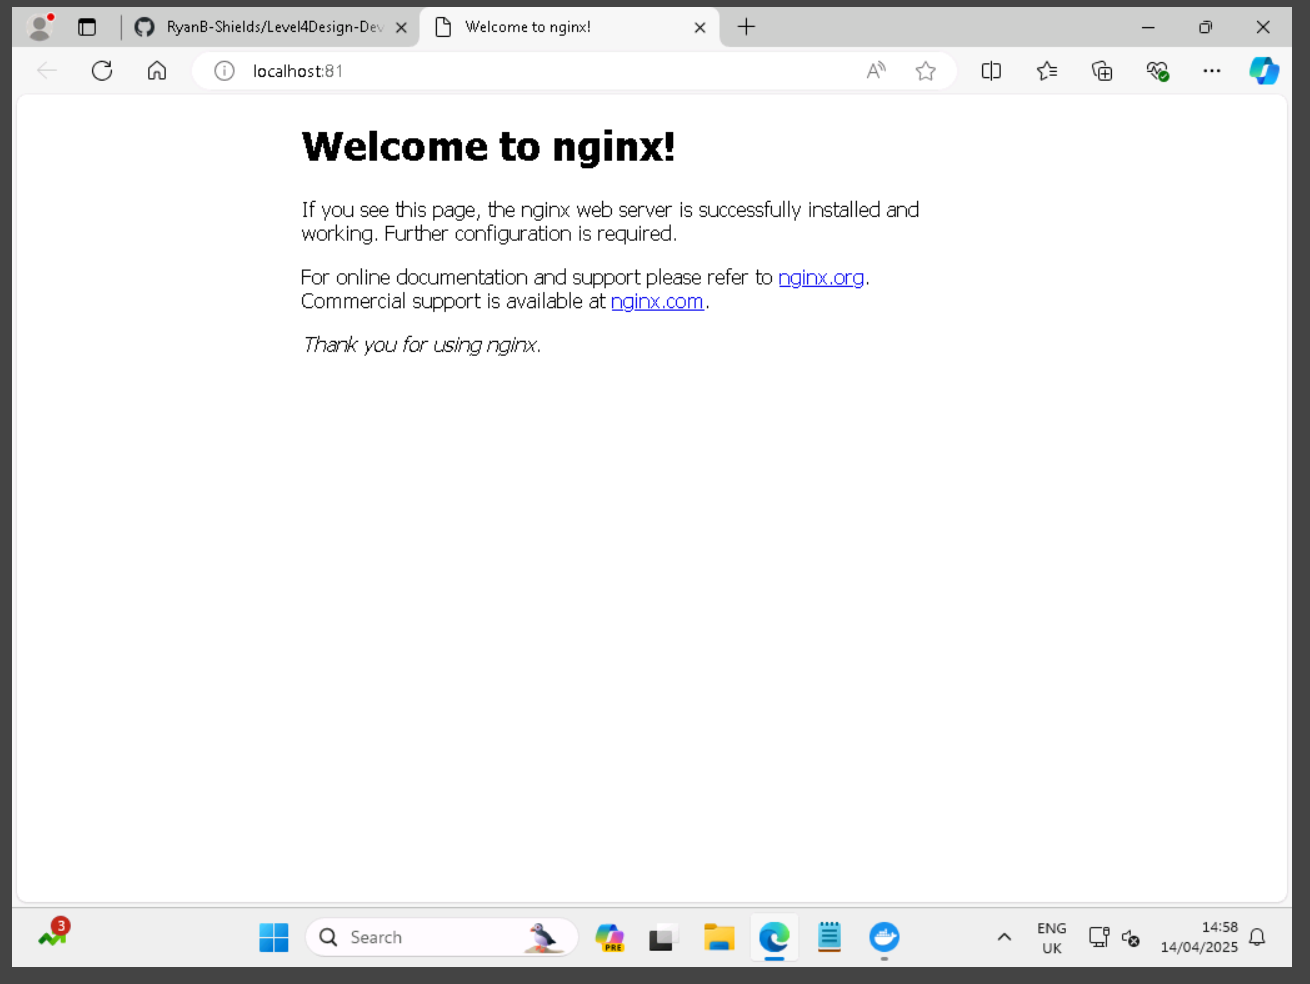 RyanB-Shields/Level4Design-Dev
Welcome to nginx!
localhost:81
Welcome to nginx!
If you see this page, the nginx web server is successfully installed and
working. Further configuration is required.
For online documentation and support please refer to nginx.org.
Commercial support is available at nginx.com.
Thank you for using nginx.
3
Search
PRE
ENG
UK
14:58
14/04/2025